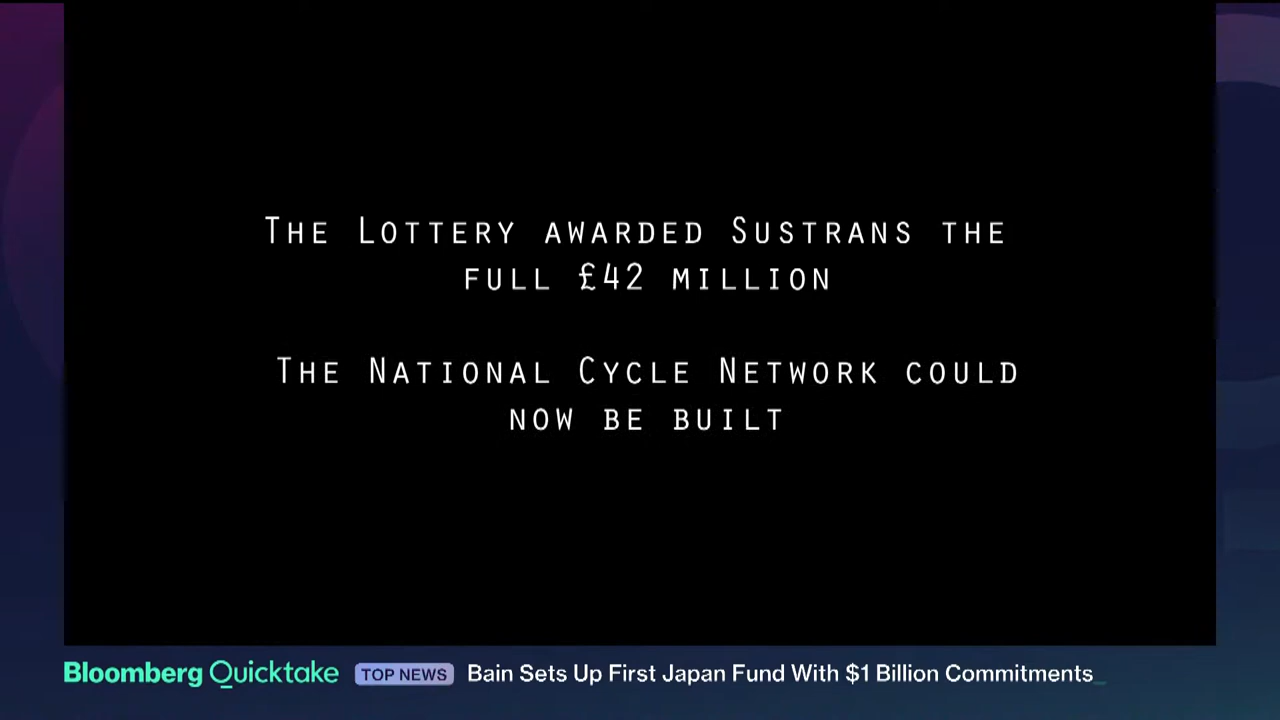 The Lottery awarded Sustrans the
full £42 million
The National Cycle Network could
now be built
Bloomberg Quicktake TOP NEWS Bain Sets Up First Japan Fund With $1 Billion Commitments_